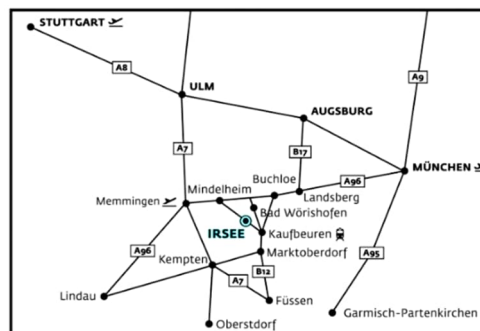 STUTTGART
A8
A9
ULM
AUGSBURG
A7
B17
MÜNCHEN
Buchloe
A96
Mindelheim
Landsberg
Memmingen
Bad Wörishofen
IRSEE
Kaufbeuren
A96
Marktoberdorf
A95
Kempten
B12
A7
Lindau
Füssen
Garmisch-Partenkirchen
Oberstdorf